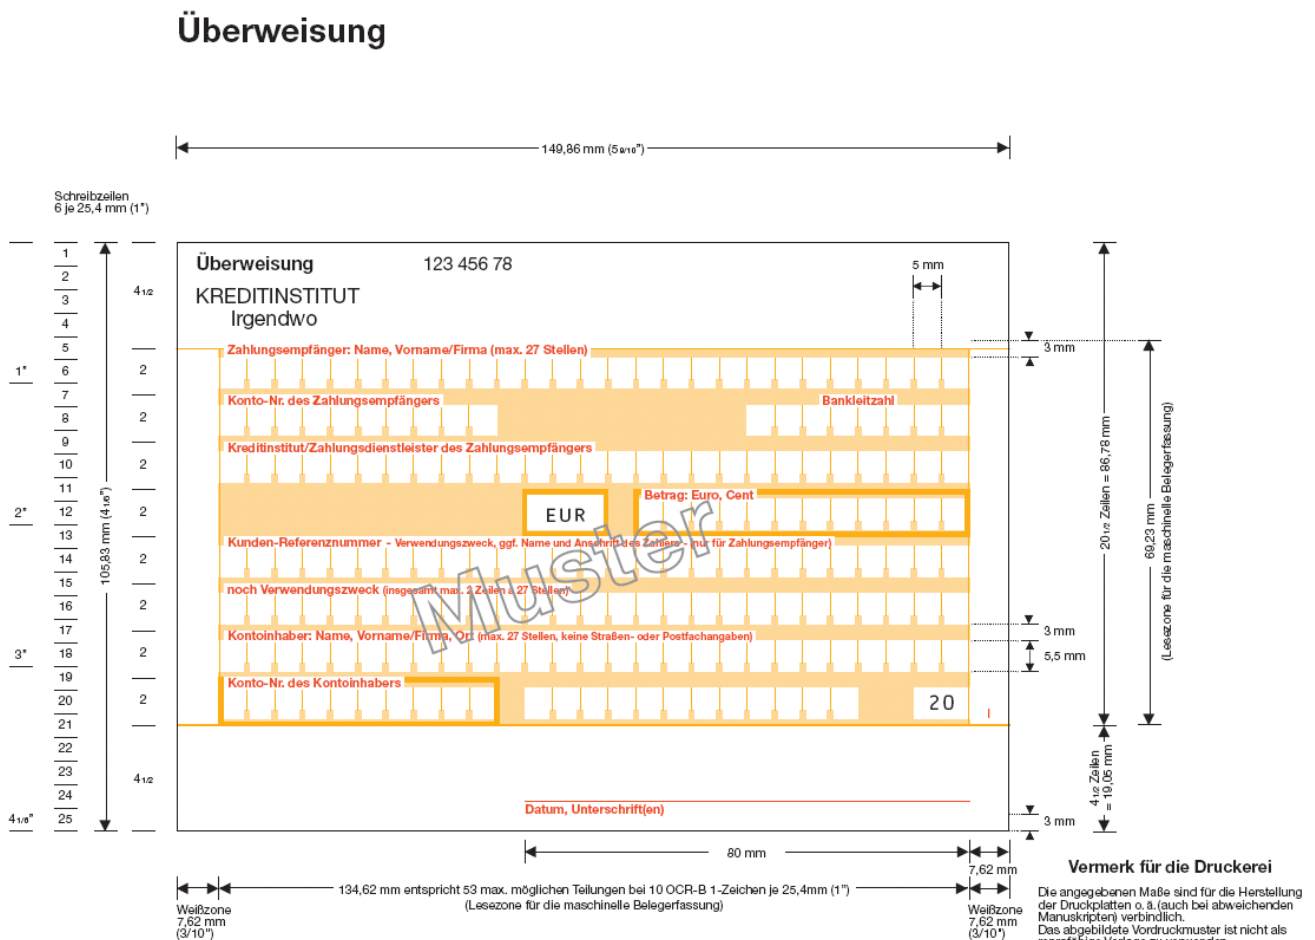 Überweisung
149,86 mm (5 9/10")
Schreibzeilen
6 je 25,4 mm (1")
1
2
3
4
5
6
7
8
9
10
11
12
13
14
15
16
17
18
19
20
21
22
23
24
25
1"
2"
3"
4 1/6"
105,83 mm (4 1/6")
4 1/2
2
2
2
2
2
2
2
2
4 1/2
Überweisung 123 456 78
KREDITINSTITUT
Irgendwo
5 mm
3 mm
Zahlungsempfänger: Name, Vorname/Firma (max. 27 Stellen)
Konto-Nr. des Zahlungsempfängers Bankleitzahl
Kreditinstitut/Zahlungsdienstleister des Zahlungsempfängers
EUR Betrag: Euro, Cent
Kunden-Referenznummer - Verwendungszweck, ggf. Name und Anschrift des Zahlers - (nur für Zahlungsempfänger)
noch Verwendungszweck (insgesamt max. 2 Zeilen à 27 Stellen)
Muster
Kontoinhaber: Name, Vorname/Firma, Ort (max. 27 Stellen, keine Straßen- oder Postfachangaben)
3 mm
5,5 mm
Konto-Nr. des Kontoinhabers
20
I
Datum, Unterschrift(en)
3 mm
20 1/2 Zeilen = 86,78 mm
69,23 mm
(Lesezone für die maschinelle Belegerfassung)
4 1/2 Zeilen
= 19,05 mm
80 mm
7,62 mm
134,62 mm entspricht 53 max. möglichen Teilungen bei 10 OCR-B 1-Zeichen je 25,4mm (1")
(Lesezone für die maschinelle Belegerfassung)
Weißzone
7,62 mm
(3/10")
Weißzone
7,62 mm
(3/10")
Vermerk für die Druckerei
Die angegebenen Maße sind für die Herstellung
der Druckplatten o. ä. (auch bei abweichenden
Manuskripten) verbindlich.
Das abgebildete Vordruckmuster ist nicht als